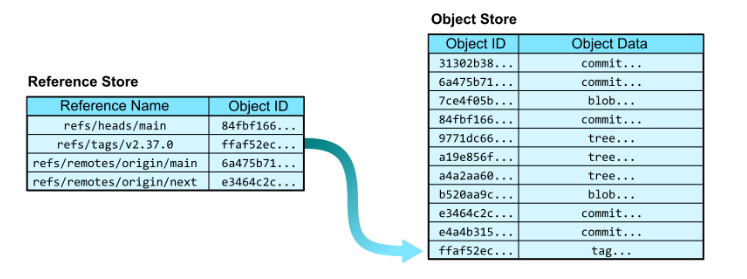 Object Store
Object ID Object Data
31302b38... commit...
6a475b71... commit...
7ce4f05b... blob...
84fbf166... commit...
9771dc66... tree...
a19e856f... tree...
a4a2aa60... tree...
b520aa9c... blob...
e3464c2c... commit...
e4a4b315... commit...
ffaf52ec... tag...
Reference Store
Reference Name Object ID
refs/heads/main 84fbf166...
refs/tags/v2.37.0 ffaf52ec...
refs/remotes/origin/main 6a475b71...
refs/remotes/origin/next e3464c2c...